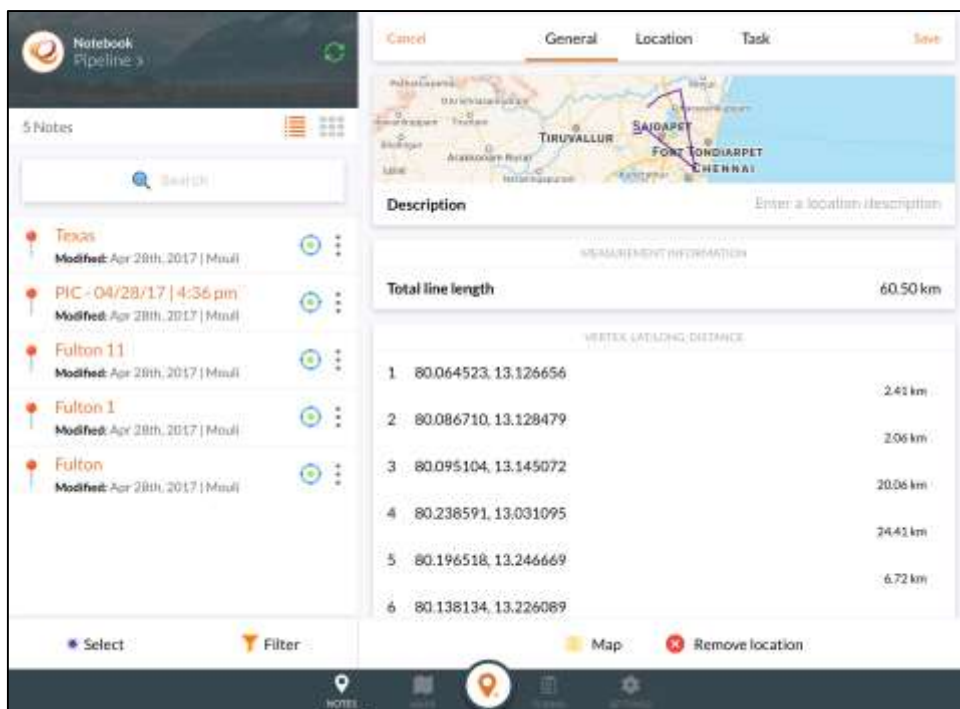 Notebook
Pipeline >
5 Notes
Search
Texas
Modified: Apr 28th, 2017 | Mouli
PIC - 04/28/17 | 4:36 pm
Modified: Apr 28th, 2017 | Mouli
Fulton 11
Modified: Apr 28th, 2017 | Mouli
Fulton 1
Modified: Apr 28th, 2017 | Mouli
Fulton
Modified: Apr 28th, 2017 | Mouli
Select
Filter
Cancel
General
Location
Task
Save
TIRUVALLUR
SAIDAPET
FORT TONDIARPET
CHENNAI
Description
Enter a location description
MEASUREMENT INFORMATION
Total line length
60.50 km
VERTEX, LAT/LONG, DISTANCE
1 80.064523, 13.126656
2.41 km
2 80.086710, 13.128479
2.06 km
3 80.095104, 13.145072
20.06 km
4 80.238591, 13.031095
24.41 km
5 80.196518, 13.246669
6.72 km
6 80.138134, 13.226089
Map
Remove location
NOTES